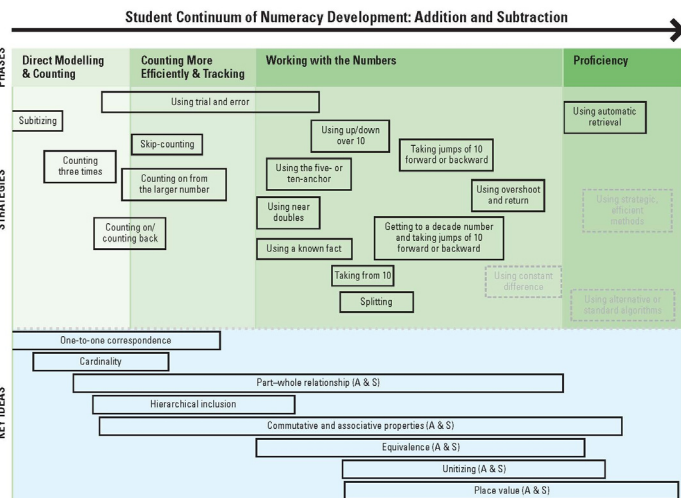 Student Continuum of Numeracy Development: Addition and Subtraction
PHASES
Direct Modelling
& Counting
Counting More
Efficiently & Tracking
Working with the Numbers
Proficiency
STRATEGIES
Using trial and error
Subitizing
Using automatic
retrieval
Using up/down
over 10
Skip-counting
Taking jumps of 10
forward or backward
Counting
three times
Using the five- or
ten-anchor
Counting on from
the larger number
Using overshoot
and return
Using strategic,
efficient
methods
Using near
doubles
Counting on/
counting back
Getting to a decade number
and taking jumps of 10
forward or backward
Using a known fact
Taking from 10
Using constant
difference
Splitting
Using alternative or
standard algorithms
KEY IDEAS
One-to-one correspondence
Cardinality
Part–whole relationship (A & S)
Hierarchical inclusion
Commutative and associative properties (A & S)
Equivalence (A & S)
Unitizing (A & S)
Place value (A & S)